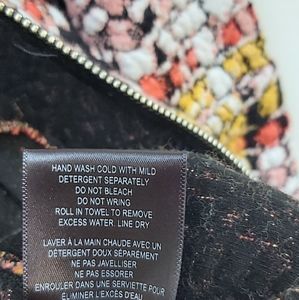 HAND WASH COLD WITH MILD
DETERGENT SEPARATELY
DO NOT BLEACH
DO NOT WRING
ROLL IN TOWEL TO REMOVE
EXCESS WATER. LINE DRY
LAVER À LA MAIN CHAUDE AVEC UN
DÉTERGENT DOUX SÉPARÉMENT
NE PAS JAVELLISER
NE PAS ESSORER
ENROULER DANS UNE SERVIETTE POUR
ÉLIMINER L'EXCÈS D'EAU